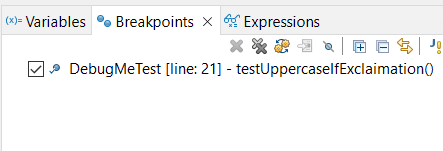 (x)= Variables Breakpoints Expressions
DebugMeTest [line: 21] - testUppercaseIfExclaimation()